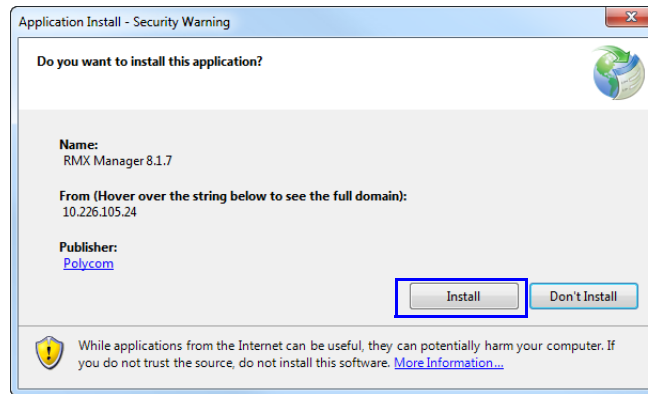 Application Install - Security Warning
Do you want to install this application?
Name:
RMX Manager 8.1.7
From (Hover over the string below to see the full domain):
10.226.105.24
Publisher:
Polycom
Install Don't Install
While applications from the Internet can be useful, they can potentially harm your computer. If
you do not trust the source, do not install this software. More Information...